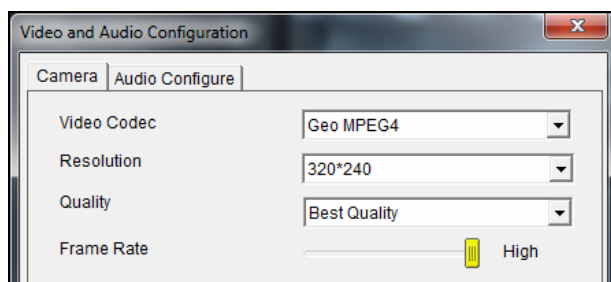 Video and Audio Configuration
Camera Audio Configure
Video Codec Geo MPEG4
Resolution 320*240
Quality Best Quality
Frame Rate High